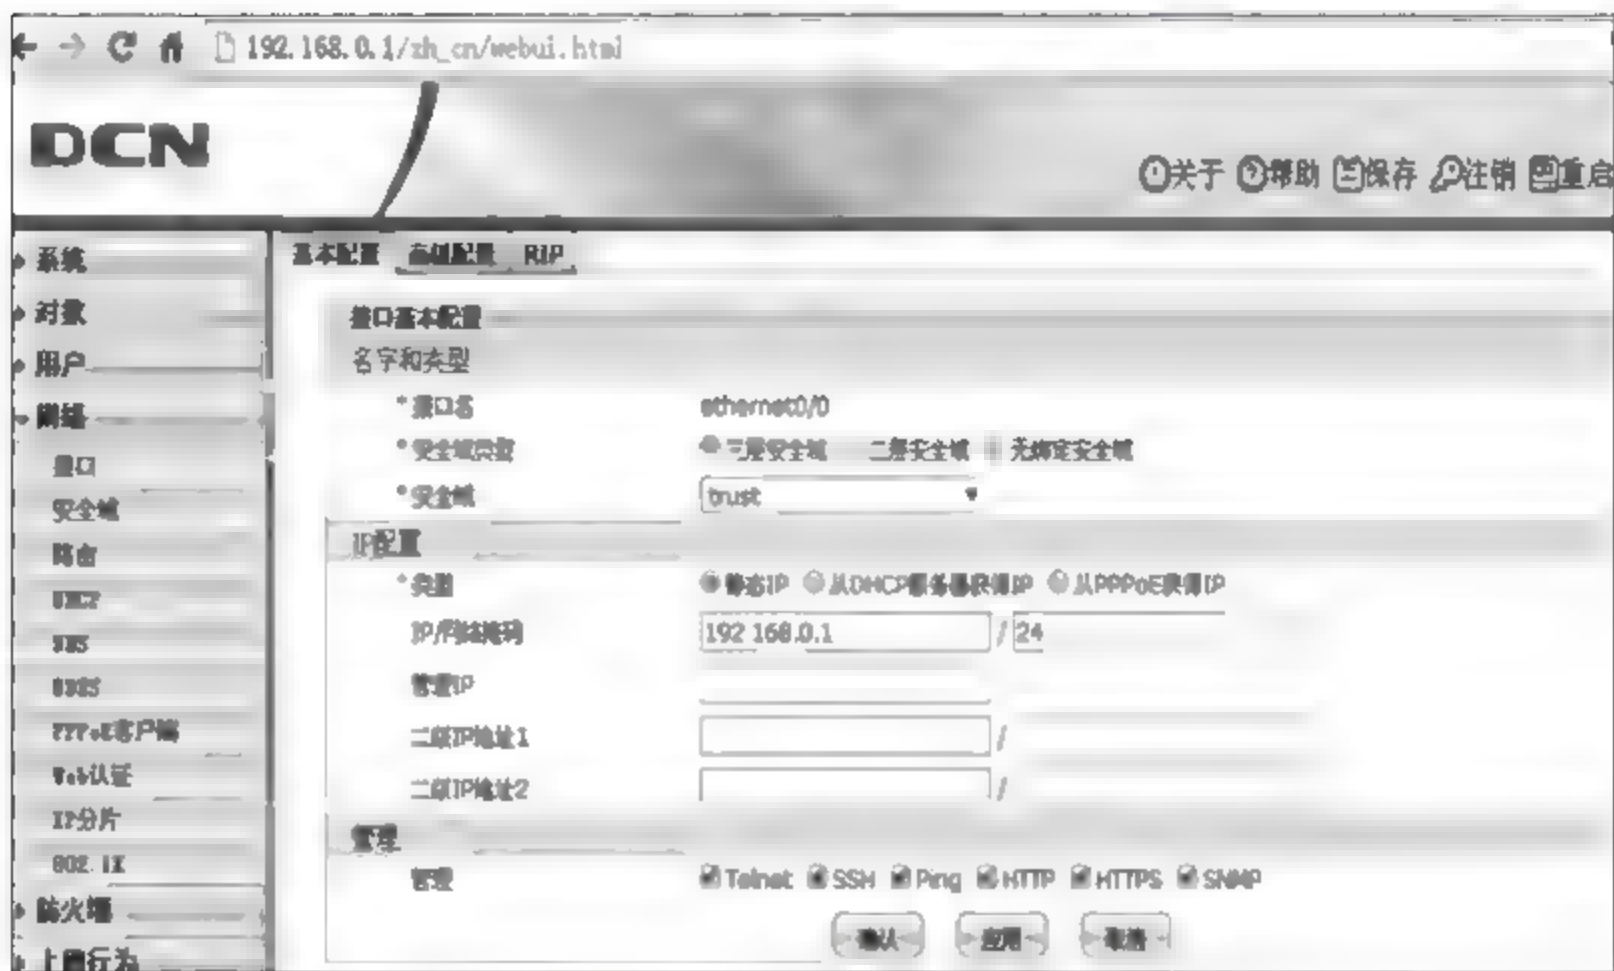 192.168.0.1/zh_cn/webui.html
DCN
关于 帮助 保存 注销 重启
基本配置 高级配置 RIP
系统
对象
用户
网络
接口
安全域
路由
DHCP
DNS
DDNS
PPPoE客户端
Web认证
IP分片
802.1X
防火墙
上网行为
接口基本配置
名字和类型
*接口名 ethernet0/0
*安全域类型 三层安全域 二层安全域 无绑定安全域
*安全域 trust
IP配置
*类型 静态IP 从DHCP服务器获得IP 从PPPoE获得IP
IP/网络掩码 192.168.0.1 / 24
管理IP
二级IP地址1 /
二级IP地址2 /
管理
管理 Telnet SSH Ping HTTP HTTPS SNMP
确认 应用 取消